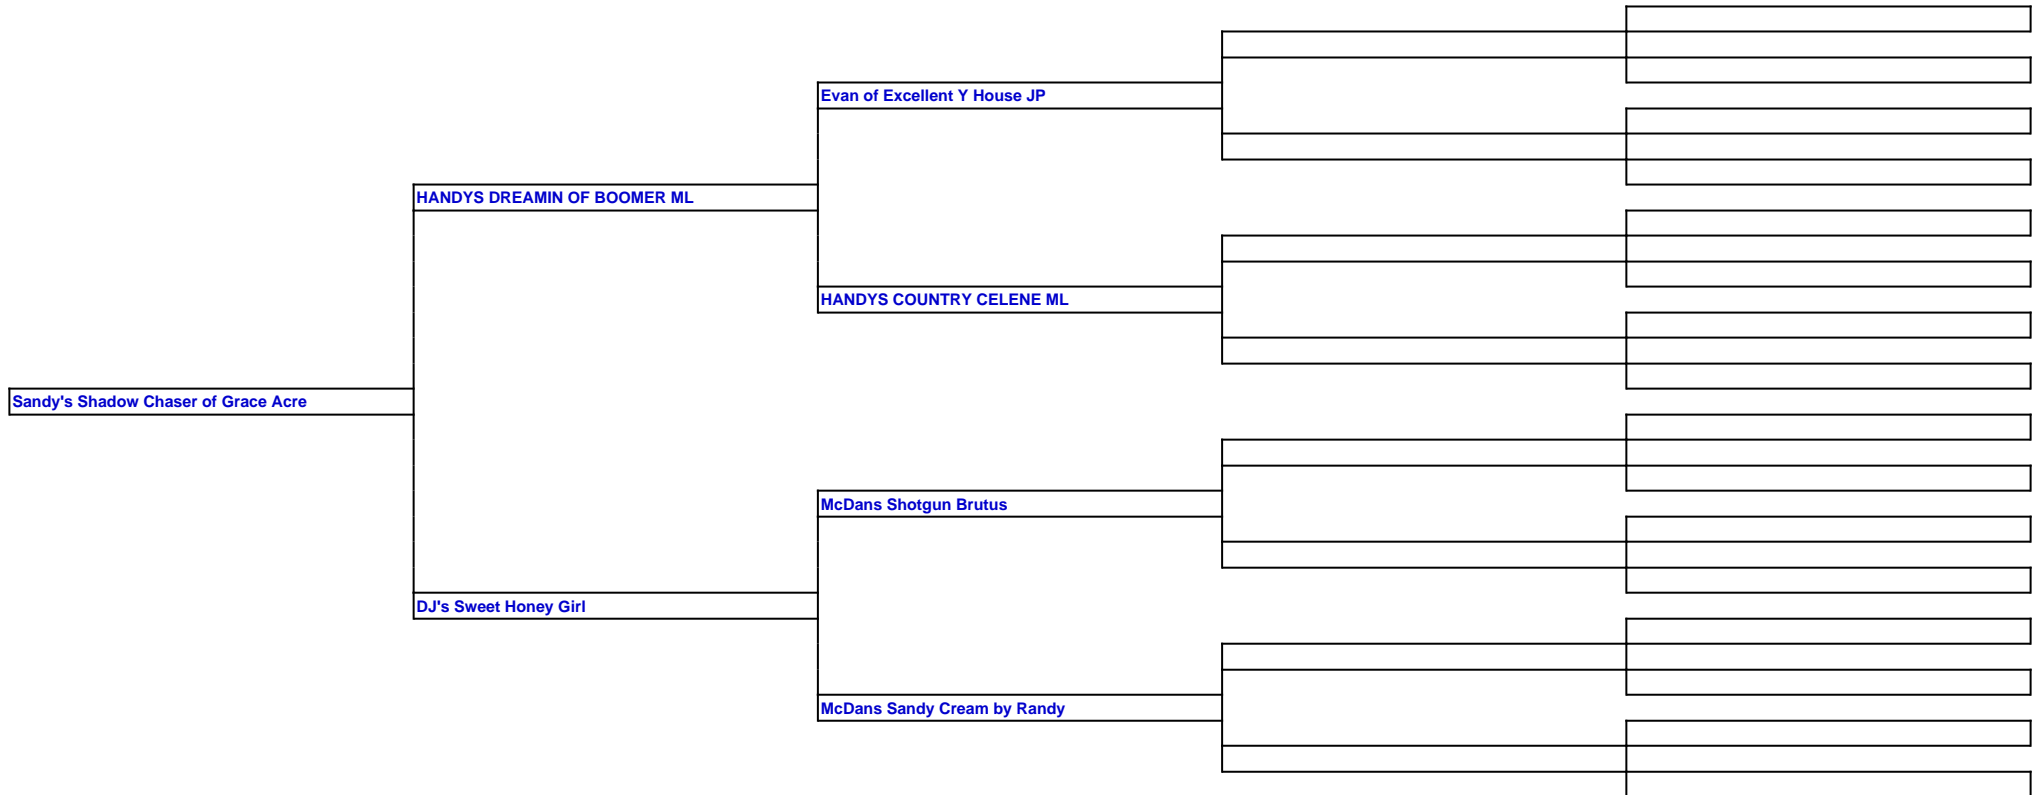 Evan of Excellent Y House JP
HANDYS DREAMIN OF BOOMER ML
HANDYS COUNTRY CELENE ML
Sandy's Shadow Chaser of Grace Acre
McDans Shotgun Brutus
DJ's Sweet Honey Girl
McDans Sandy Cream by Randy